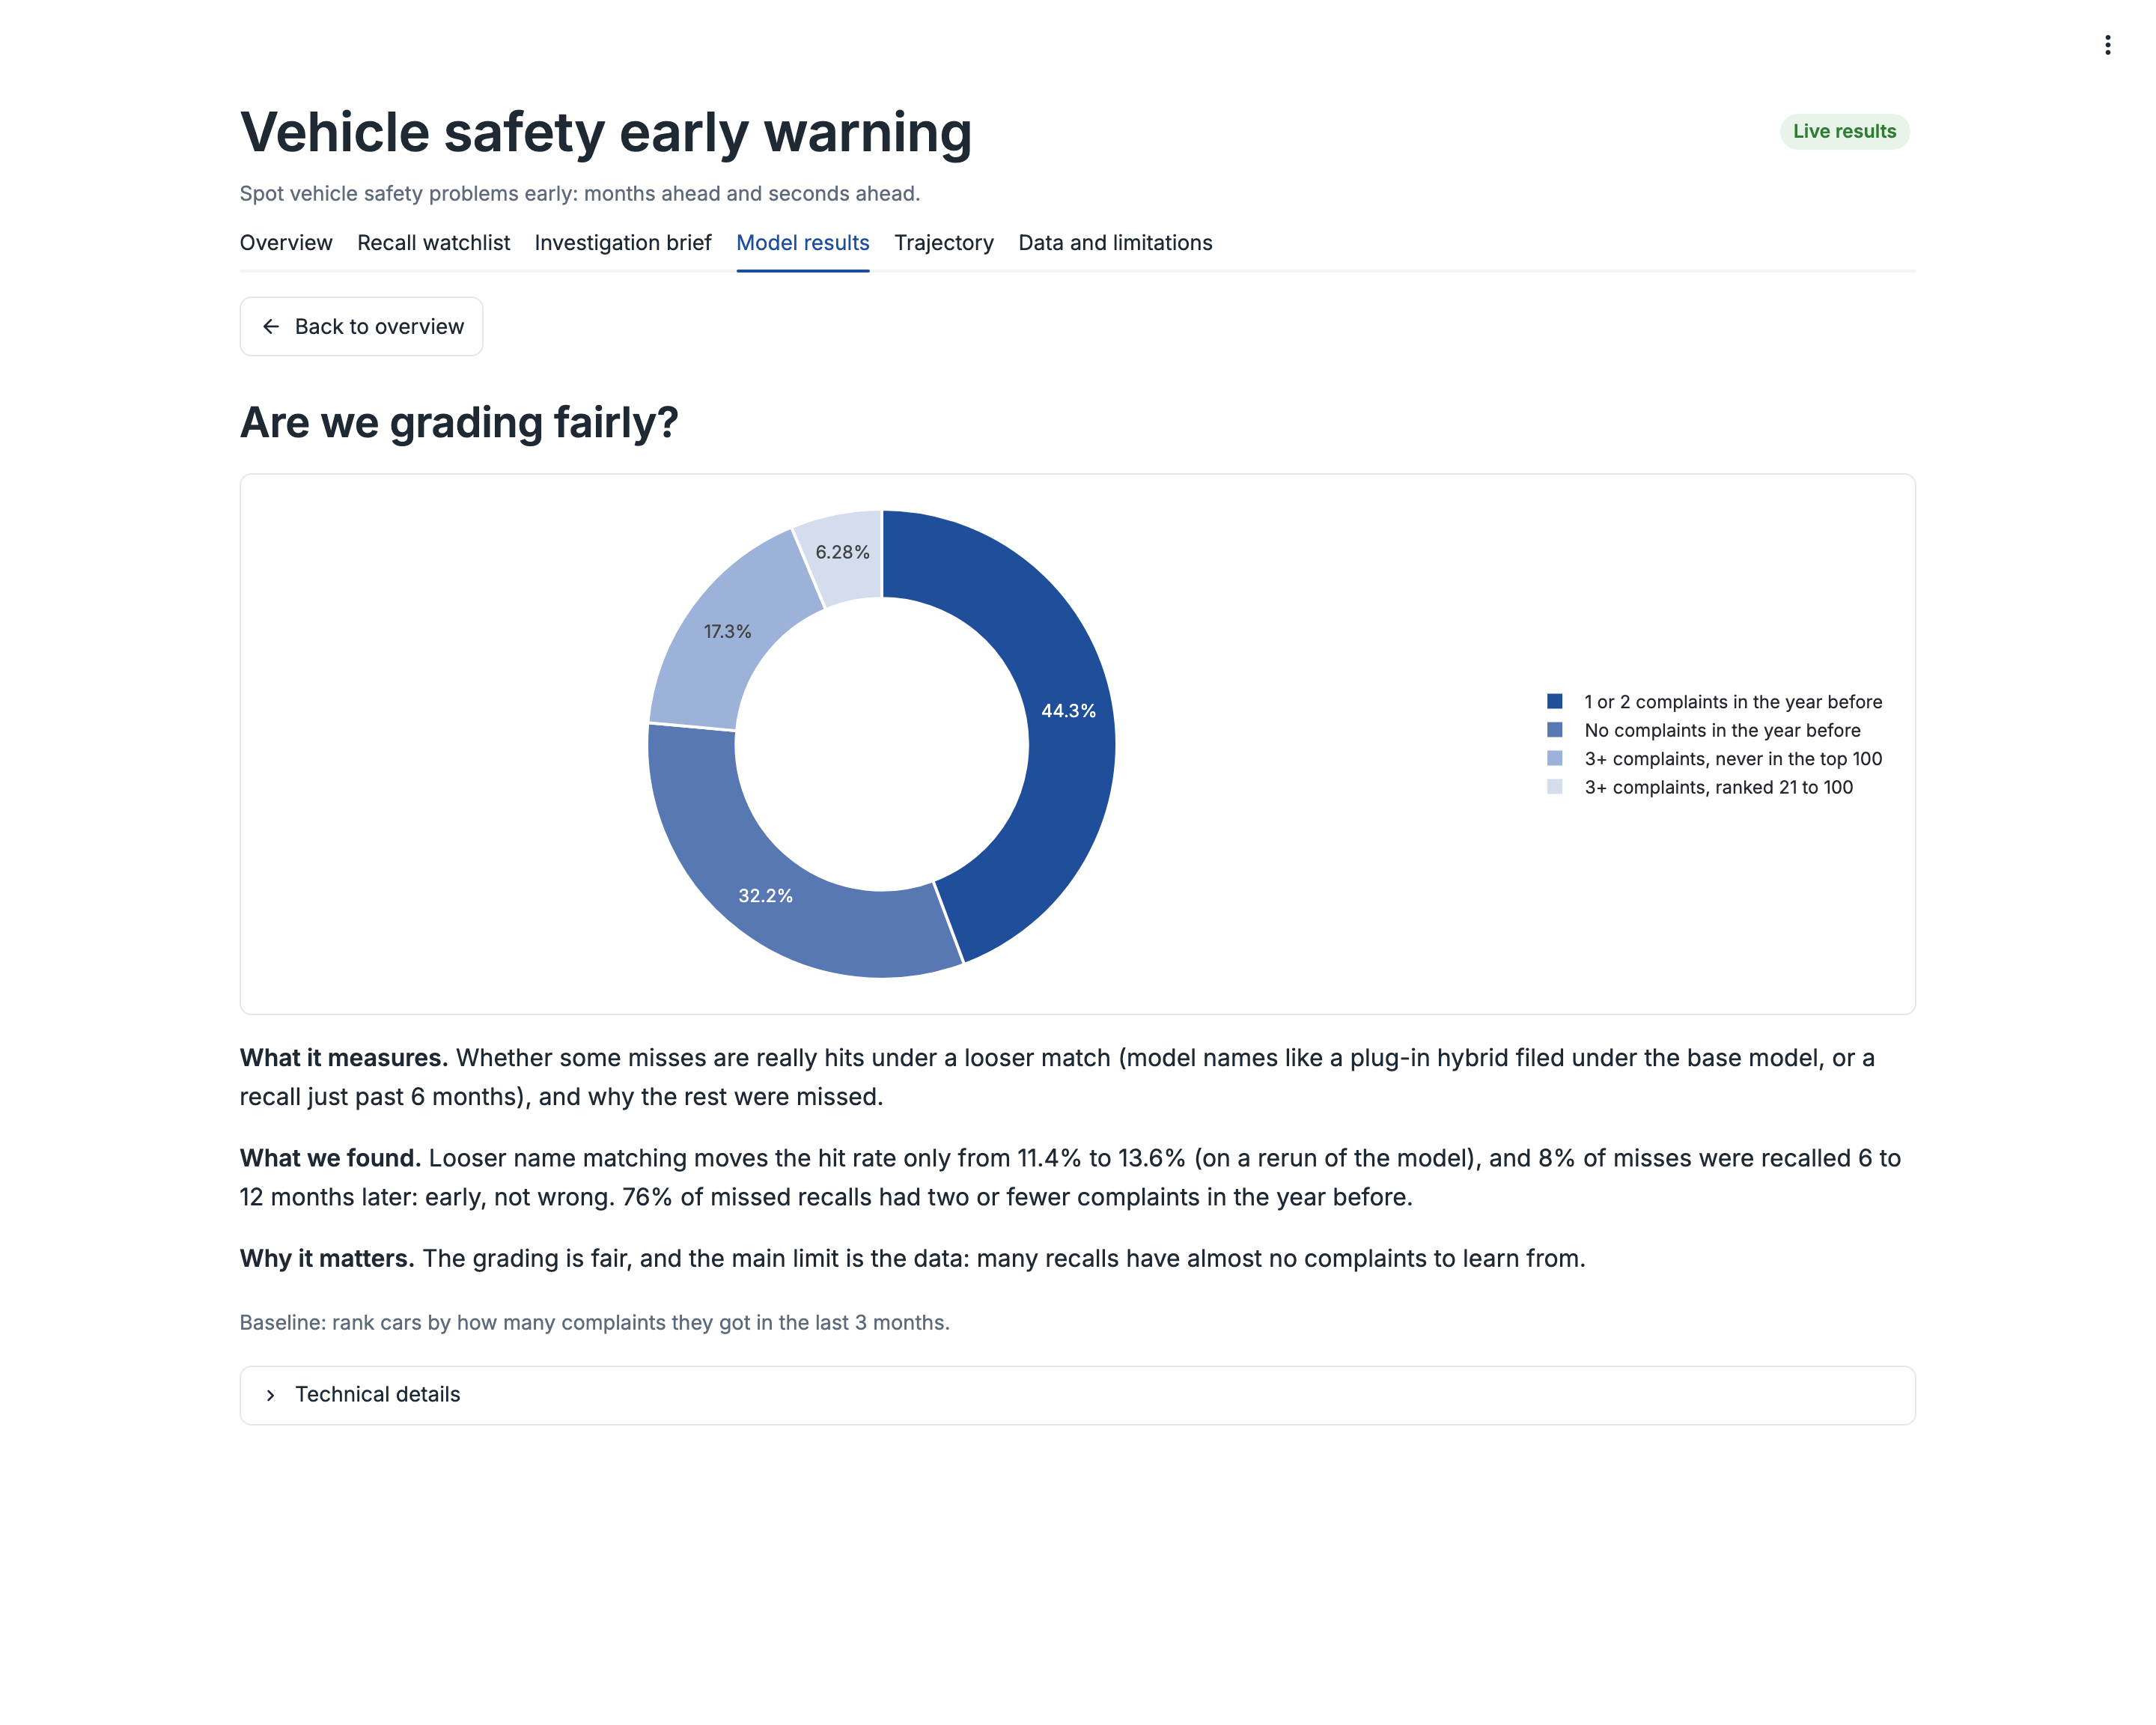 Vehicle safety early warning
Live results
Spot vehicle safety problems early: months ahead and seconds ahead.
Overview
Recall watchlist
Investigation brief
Model results
Trajectory
Data and limitations
Back to overview
Are we grading fairly?
6.28%
17.3%
44.3%
32.2%
1 or 2 complaints in the year before
No complaints in the year before
3+ complaints, never in the top 100
3+ complaints, ranked 21 to 100
What it measures. Whether some misses are really hits under a looser match (model names like a plug-in hybrid filed under the base model, or a
recall just past 6 months), and why the rest were missed.
What we found. Looser name matching moves the hit rate only from 11.4% to 13.6% (on a rerun of the model), and 8% of misses were recalled 6 to
12 months later: early, not wrong. 76% of missed recalls had two or fewer complaints in the year before.
Why it matters. The grading is fair, and the main limit is the data: many recalls have almost no complaints to learn from.
Baseline: rank cars by how many complaints they got in the last 3 months.
Technical details